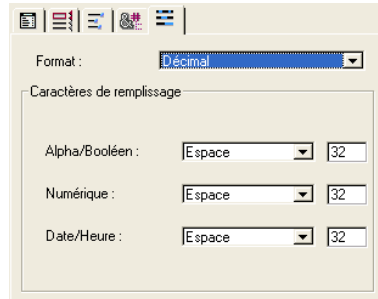 &#
Format : Décimal
Caractères de remplissage
Alpha/Booléen : Espace 32
Numérique : Espace 32
Date/Heure : Espace 32